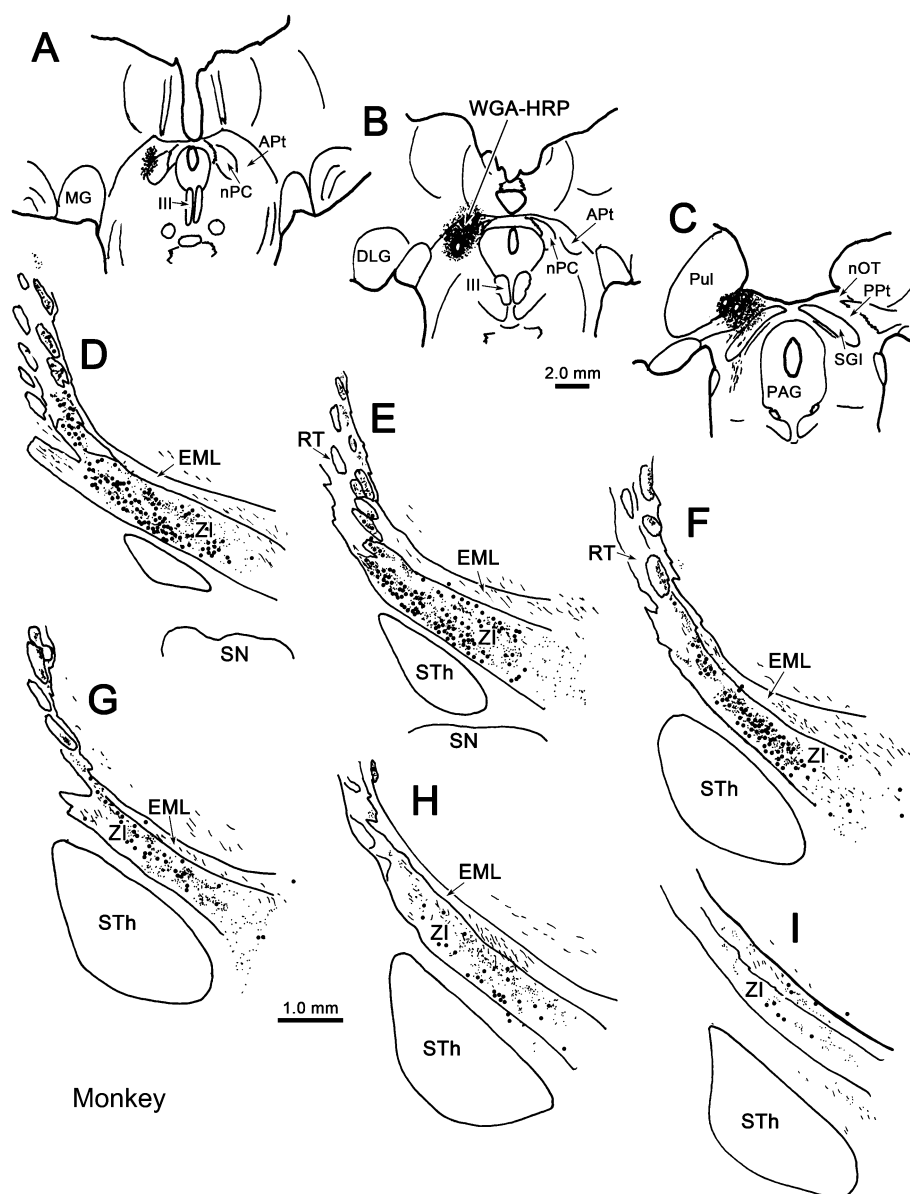 A
APt
nPC
MG
III
B
WGA-HRP
APt
nPC
DLG
III
2.0 mm
C
Pul
nOT
PPt
SGI
PAG
D
EML
ZI
SN
E
RT
EML
ZI
STh
SN
F
RT
EML
ZI
STh
G
EML
ZI
STh
1.0 mm
H
EML
ZI
STh
I
ZI
STh
Monkey